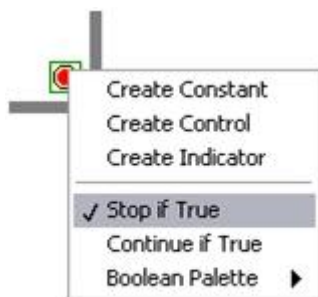 Create Constant
Create Control
Create Indicator
Stop if True
Continue if True
Boolean Palette